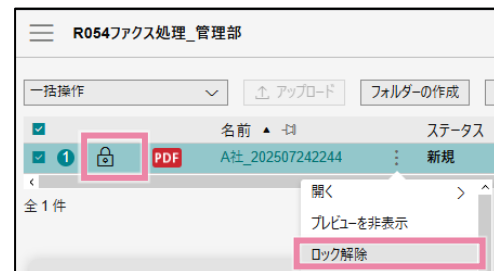 R054ファクス処理_管理部
一括操作 アップロード フォルダーの作成
名前 ステータス
1 PDF A社_202507242244 新規
全 1 件
開く
プレビューを非表示
ロック解除